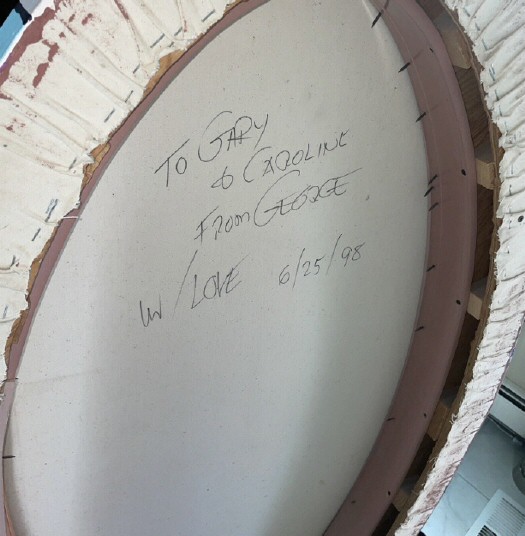 To GARY
& CAROLINE
From GEORGE.
W/LOVE 6/25/98